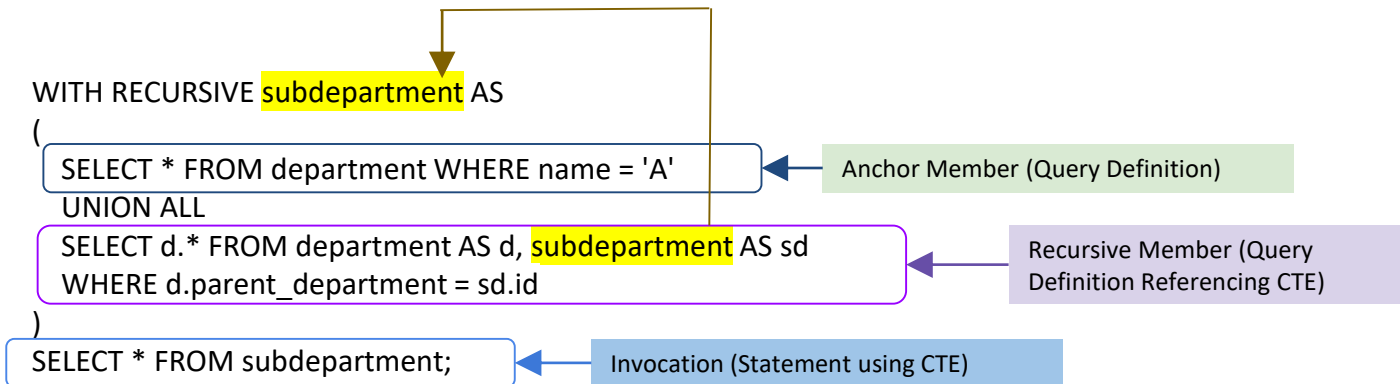 WITH RECURSIVE subdepartment AS
(
SELECT * FROM department WHERE name = 'A'
Anchor Member (Query Definition)
UNION ALL
SELECT d.* FROM department AS d, subdepartment AS sd
WHERE d.parent_department = sd.id
Recursive Member (Query
Definition Referencing CTE)
)
SELECT * FROM subdepartment;
Invocation (Statement using CTE)